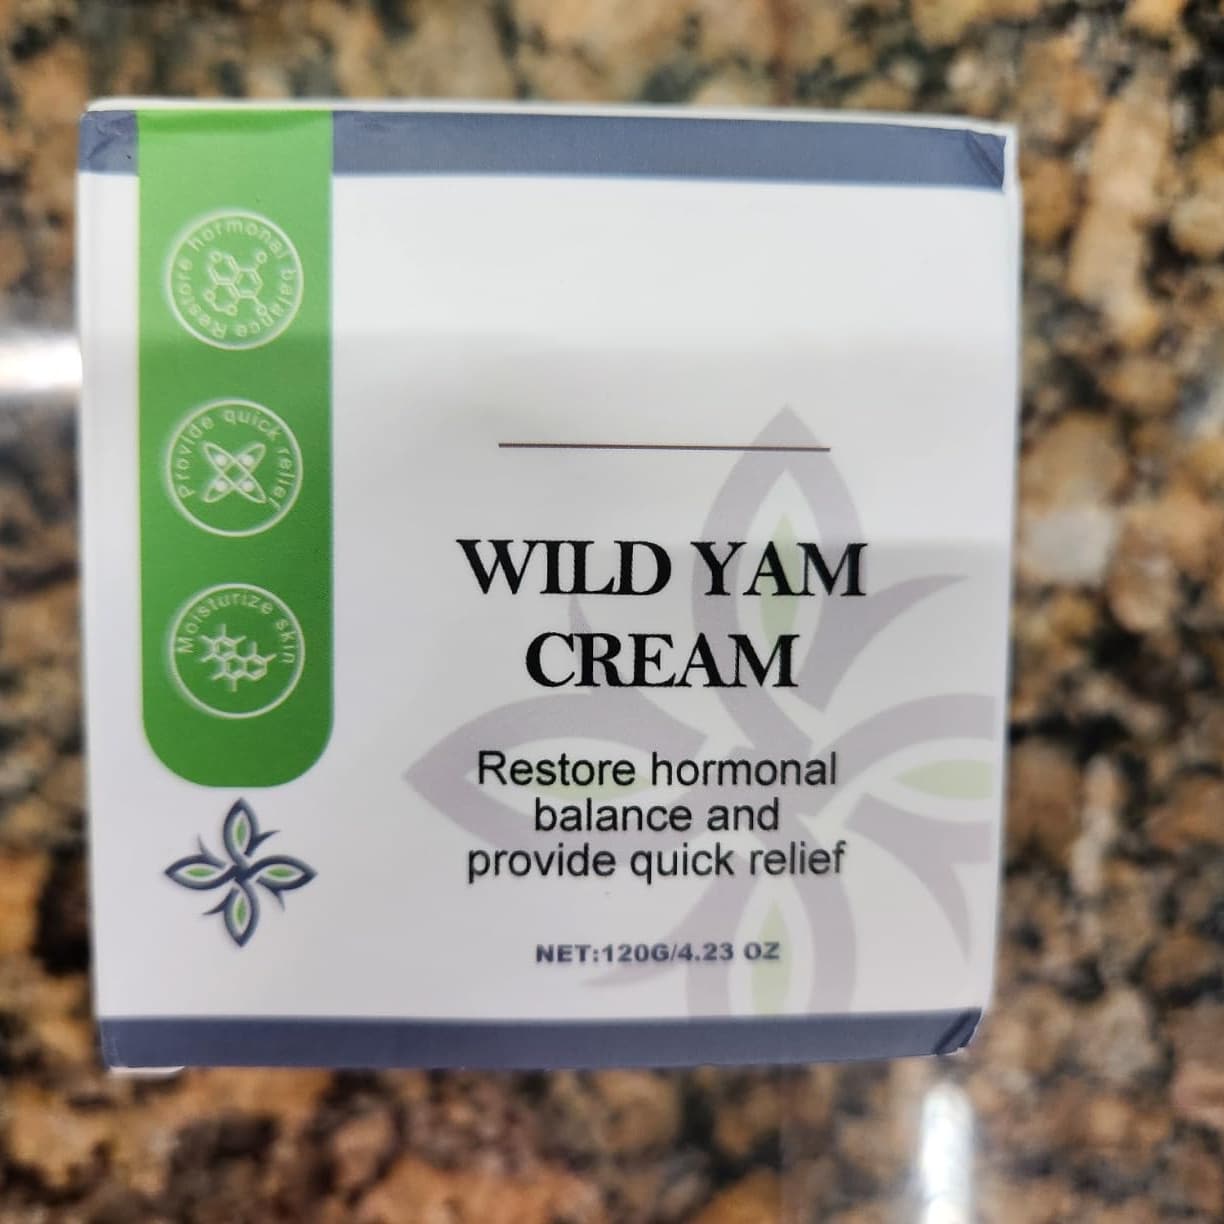 Restore hormonal balance
Provide quick relief
Moisturize skin
WILD YAM
CREAM
Restore hormonal
balance and
provide quick relief
NET:120G/4.23 OZ